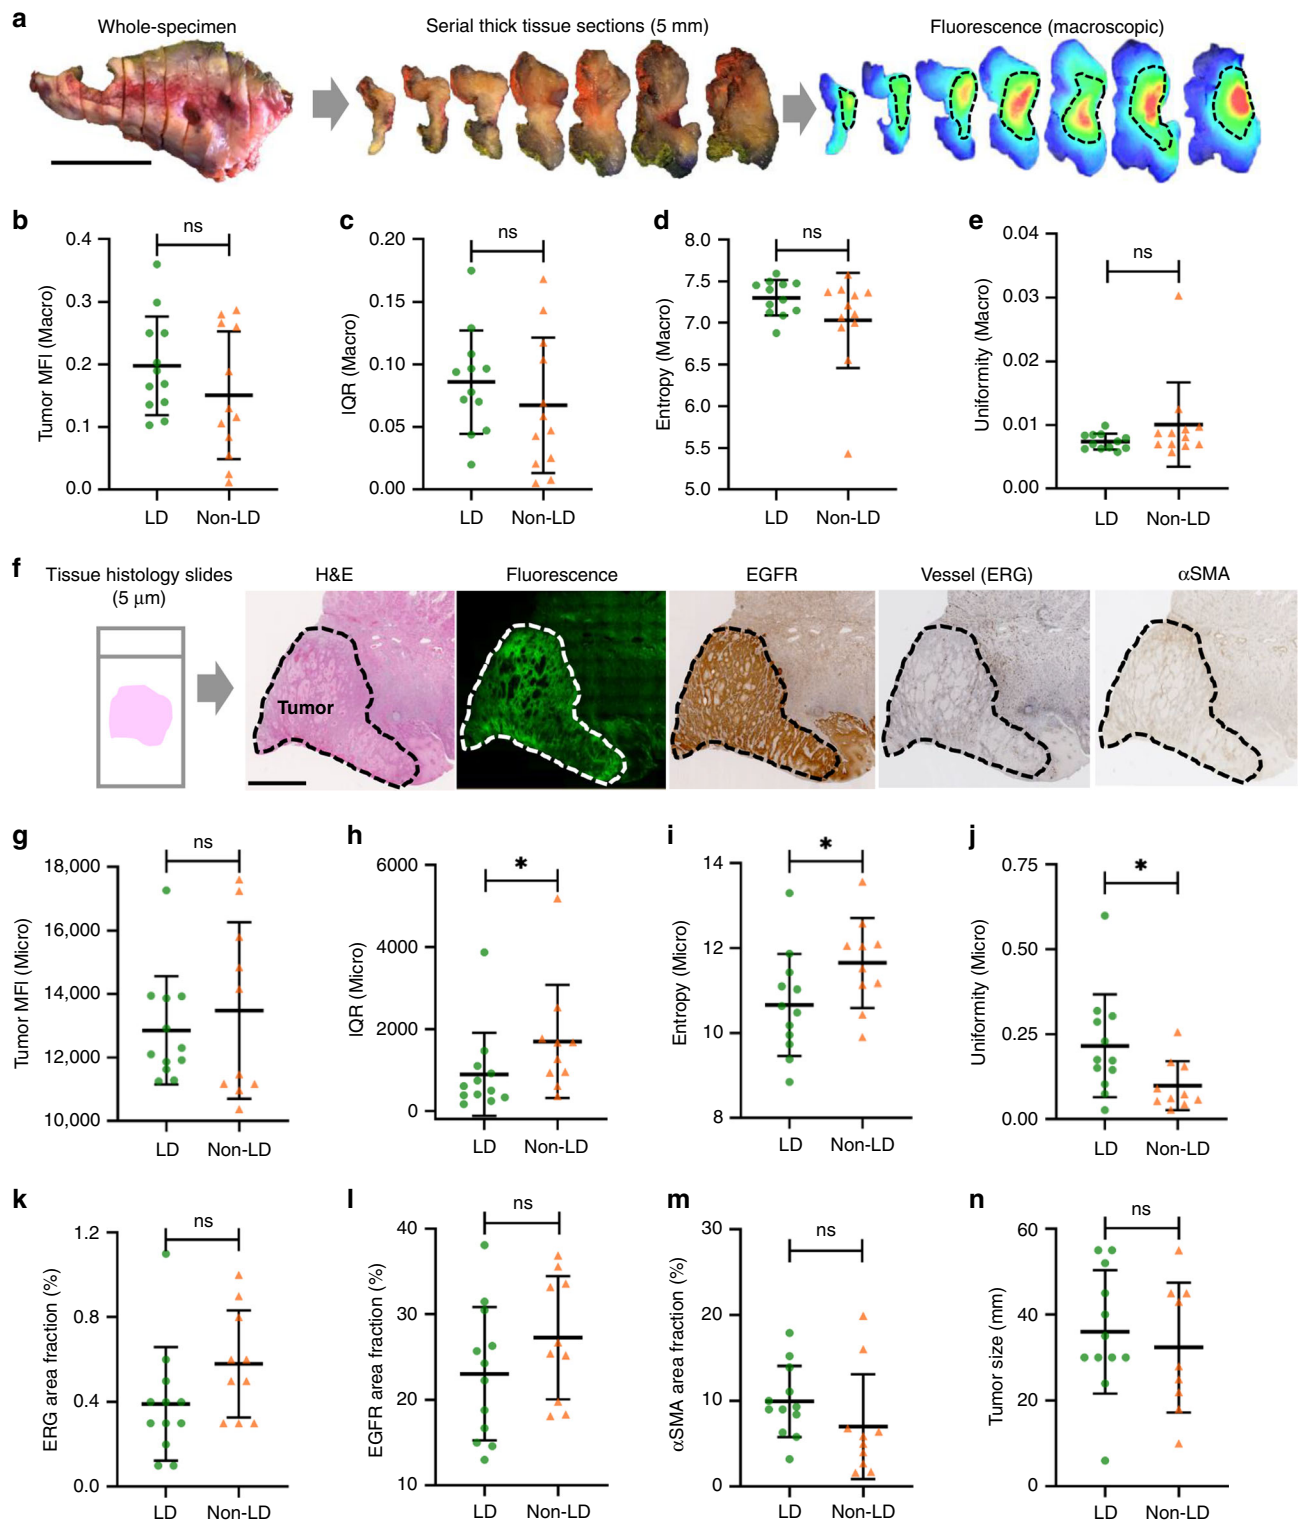 a
Whole-specimen
Serial thick tissue sections (5 mm)
Fluorescence (macroscopic)
b
ns
Tumor MFI (Macro)
0.4
0.3
0.2
0.1
0.0
LD
Non-LD
c
ns
IQR (Macro)
0.20
0.15
0.10
0.05
0.00
LD
Non-LD
d
ns
Entropy (Macro)
8.0
7.5
7.0
6.5
6.0
5.5
5.0
LD
Non-LD
e
ns
Uniformity (Macro)
0.04
0.03
0.02
0.01
0.00
LD
Non-LD
f
Tissue histology slides
(5 μm)
H&E
Fluorescence
EGFR
Vessel (ERG)
αSMA
Tumor
g
ns
Tumor MFI (Micro)
18,000
16,000
14,000
12,000
10,000
LD
Non-LD
h
*
IQR (Micro)
6000
4000
2000
0
LD
Non-LD
i
*
Entropy (Micro)
14
12
10
8
LD
Non-LD
j
*
Uniformity (Micro)
0.75
0.50
0.25
0.00
LD
Non-LD
k
ns
ERG area fraction (%)
1.2
0.8
0.4
0.0
LD
Non-LD
l
ns
EGFR area fraction (%)
40
30
20
10
LD
Non-LD
m
ns
αSMA area fraction (%)
30
20
10
0
LD
Non-LD
n
ns
Tumor size (mm)
60
40
20
0
LD
Non-LD